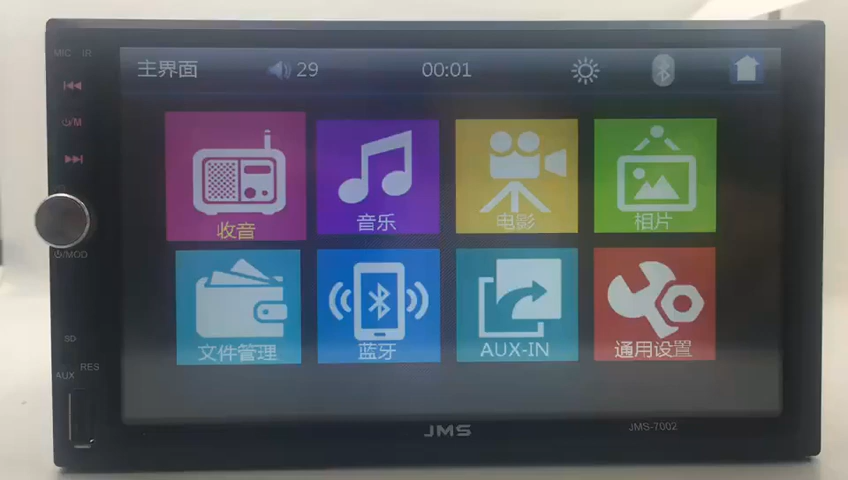 MIC IR
主界面 29 00:01
⏻/M
收音 音乐 电影 相片
⏻/MOD
SD
文件管理 蓝牙 AUX-IN 通用设置
RES
AUX
JMS JMS-7002